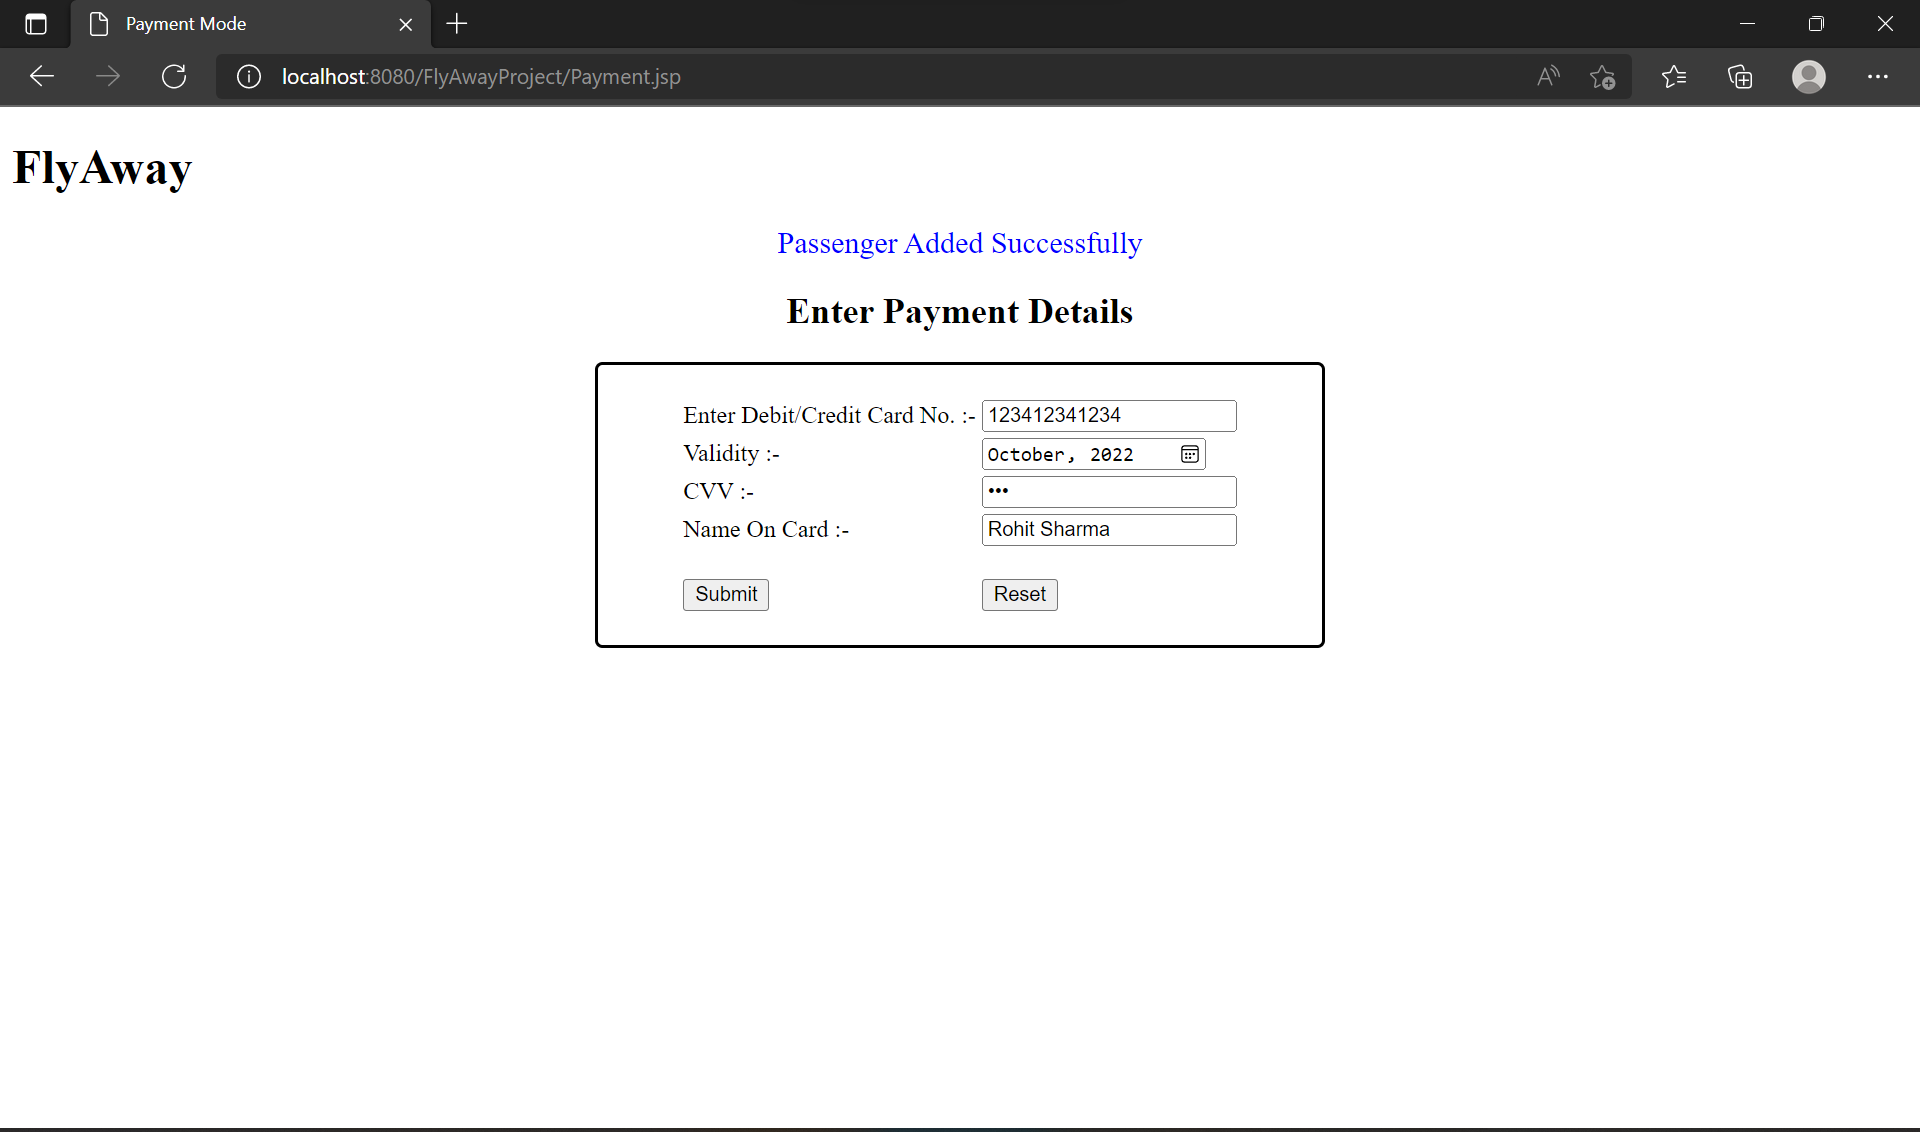 Payment Mode
localhost:8080/FlyAwayProject/Payment.jsp
FlyAway
Passenger Added Successfully
Enter Payment Details
Enter Debit/Credit Card No. :- 123412341234
Validity :- October, 2022
CVV :- •••
Name On Card :- Rohit Sharma
Submit Reset